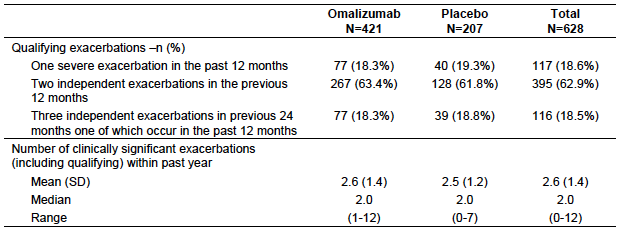 Omalizumab Placebo Total
N=421 N=207 N=628
Qualifying exacerbations –n (%)
One severe exacerbation in the past 12 months 77 (18.3%) 40 (19.3%) 117 (18.6%)
Two independent exacerbations in the previous 267 (63.4%) 128 (61.8%) 395 (62.9%)
12 months
Three independent exacerbations in previous 24 77 (18.3%) 39 (18.8%) 116 (18.5%)
months one of which occur in the past 12 months
Number of clinically significant exacerbations
(including qualifying) within past year
Mean (SD) 2.6 (1.4) 2.5 (1.2) 2.6 (1.4)
Median 2.0 2.0 2.0
Range (1-12) (0-7) (0-12)